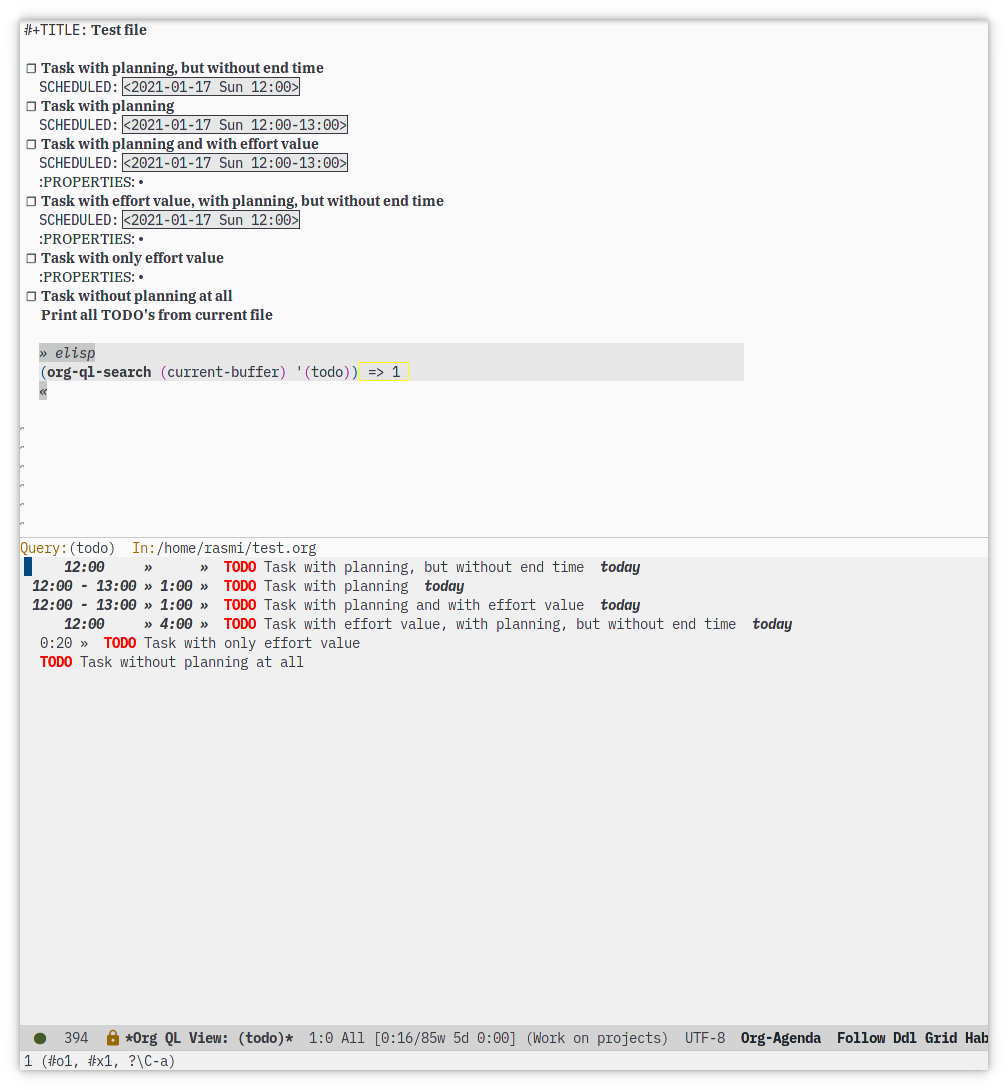 #+TITLE: Test file
☐ Task with planning, but without end time
SCHEDULED: <2021-01-17 Sun 12:00>
☐ Task with planning
SCHEDULED: <2021-01-17 Sun 12:00-13:00>
☐ Task with planning and with effort value
SCHEDULED: <2021-01-17 Sun 12:00-13:00>
:PROPERTIES: •
☐ Task with effort value, with planning, but without end time
SCHEDULED: <2021-01-17 Sun 12:00>
:PROPERTIES: •
☐ Task with only effort value
:PROPERTIES: •
☐ Task without planning at all
Print all TODO's from current file
» elisp
(org-ql-search (current-buffer) '(todo)) => 1
«
Query:(todo) In:/home/rasmi/test.org
12:00 » » TODO Task with planning, but without end time today
12:00 - 13:00 » 1:00 » TODO Task with planning today
12:00 - 13:00 » 1:00 » TODO Task with planning and with effort value today
12:00 » 4:00 » TODO Task with effort value, with planning, but without end time today
0:20 » TODO Task with only effort value
TODO Task without planning at all
394 *Org QL View: (todo)* 1:0 All [0:16/85w 5d 0:00] (Work on projects) UTF-8 Org-Agenda Follow Ddl Grid Hab
1 (#o1, #x1, ?\C-a)